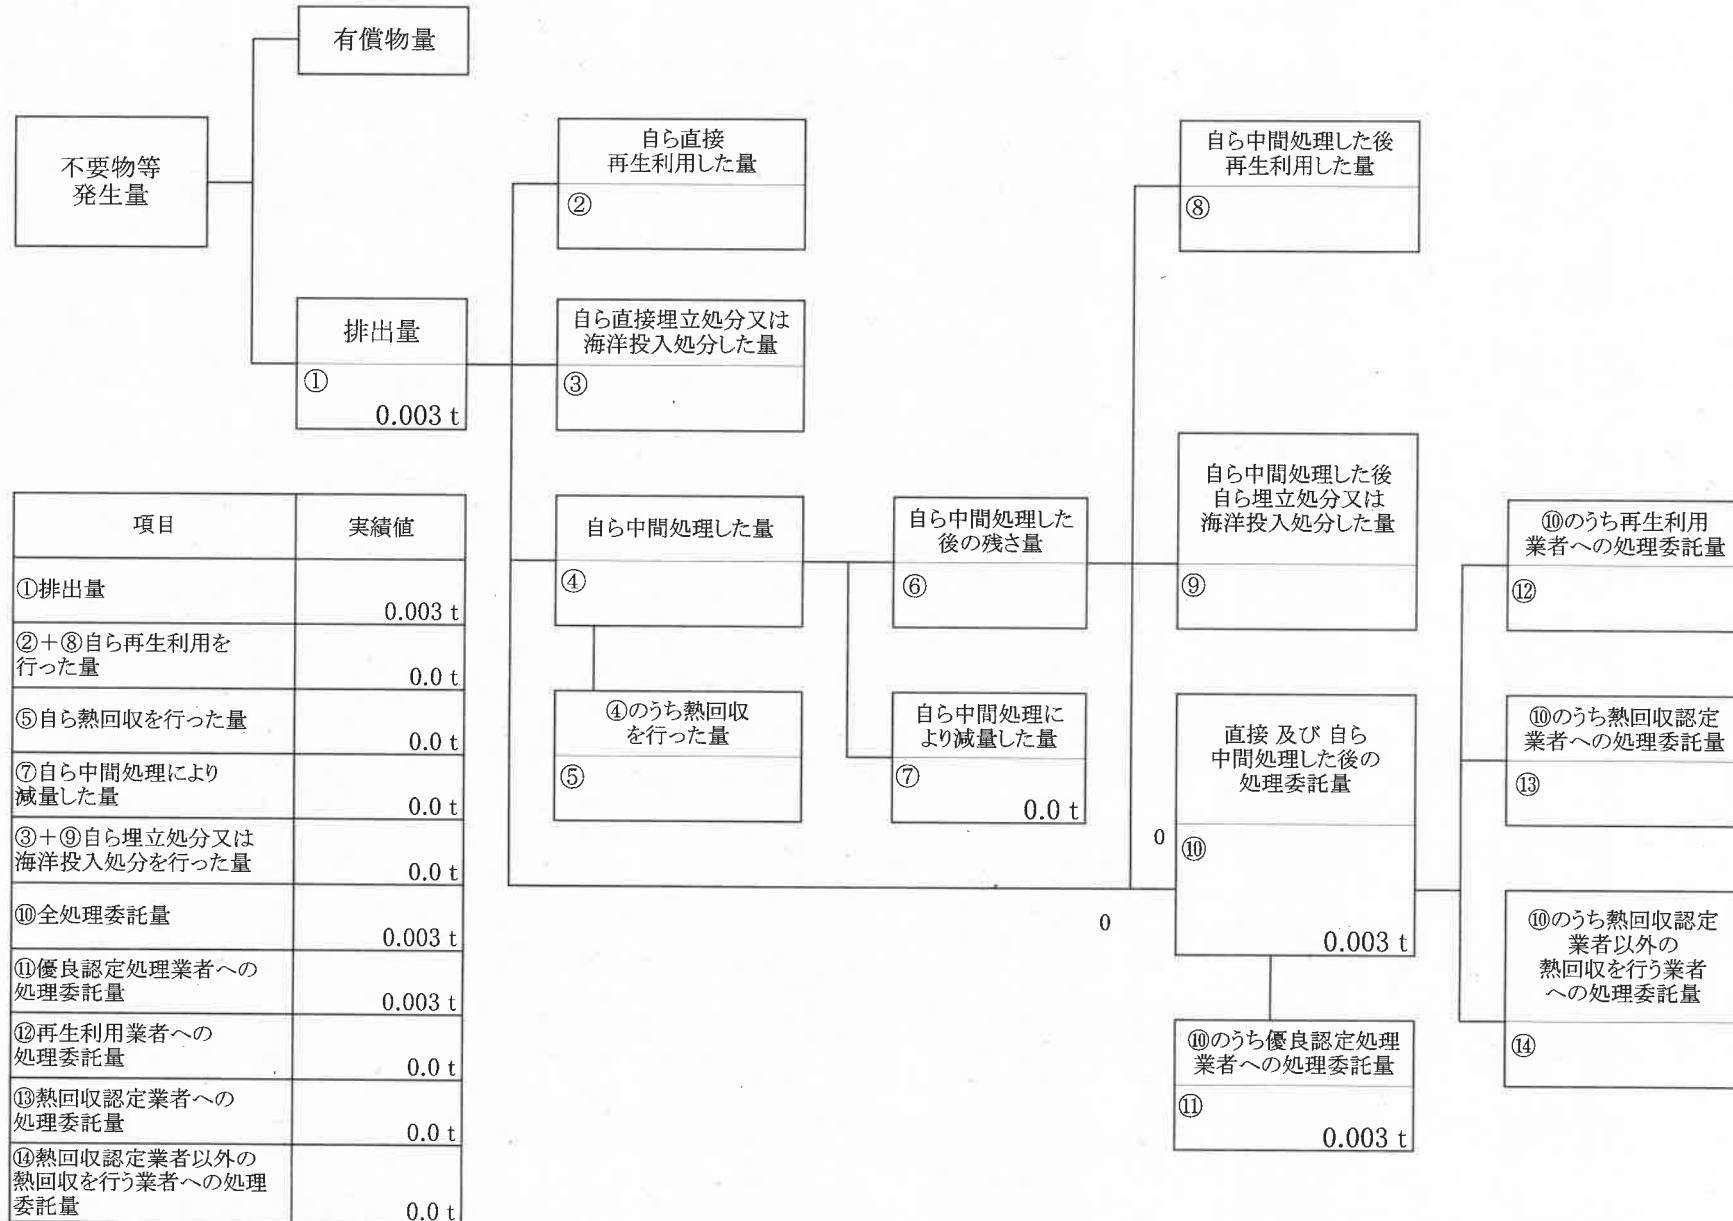 有償物量
不要物等
発生量
排出量
①
0.003 t
自ら直接
再生利用した量
②
自ら直接埋立処分又は
海洋投入処分した量
③
自ら中間処理した量
④
④のうち熱回収
を行った量
⑤
自ら中間処理した
後の残さ量
⑥
自ら中間処理に
より減量した量
⑦
0.0 t
自ら中間処理した後
再生利用した量
⑧
自ら中間処理した後
自ら埋立処分又は
海洋投入処分した量
⑨
直接 及び 自ら
中間処理した後の
処理委託量
0
⑩
0
0.003 t
⑩のうち優良認定処理
業者への処理委託量
⑪
0.003 t
⑩のうち再生利用
業者への処理委託量
⑫
⑩のうち熱回収認定
業者への処理委託量
⑬
⑩のうち熱回収認定
業者以外の
熱回収を行う業者
への処理委託量
⑭
項目 実績値
①排出量
0.003 t
②+⑧自ら再生利用を
行った量
0.0 t
⑤自ら熱回収を行った量
0.0 t
⑦自ら中間処理により
減量した量
0.0 t
③+⑨自ら埋立処分又は
海洋投入処分を行った量
0.0 t
⑩全処理委託量
0.003 t
⑪優良認定処理業者への
処理委託量
0.003 t
⑫再生利用業者への
処理委託量
0.0 t
⑬熱回収認定業者への
処理委託量
0.0 t
⑭熱回収認定業者以外の
熱回収を行う業者への処理
委託量
0.0 t